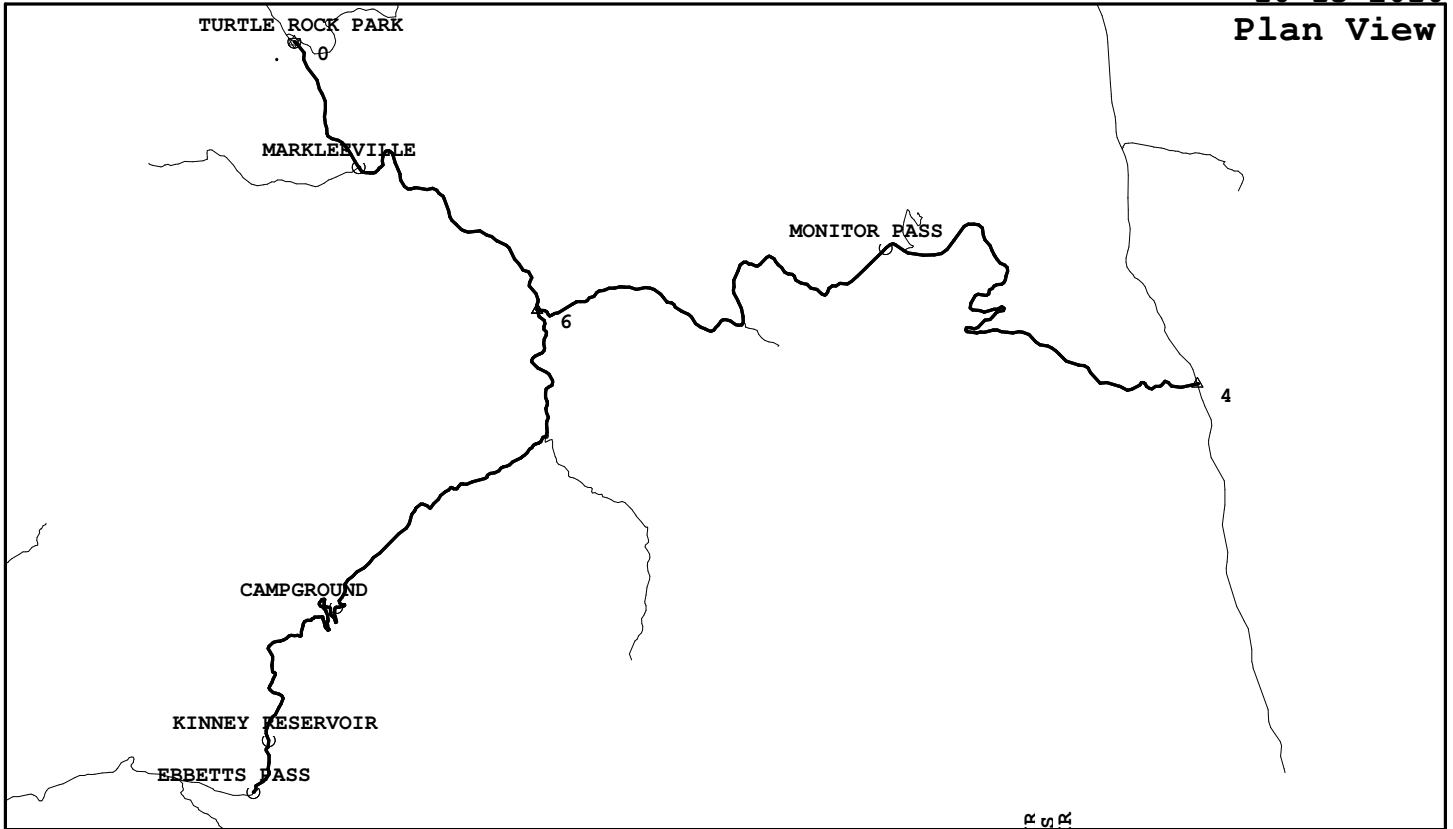 Plan View
TURTLE ROCK PARK
0
MARKLEEVILLE
MONITOR PASS
6
4
CAMPGROUND
KINNEY RESERVOIR
EBBETTS PASS
R
S
R